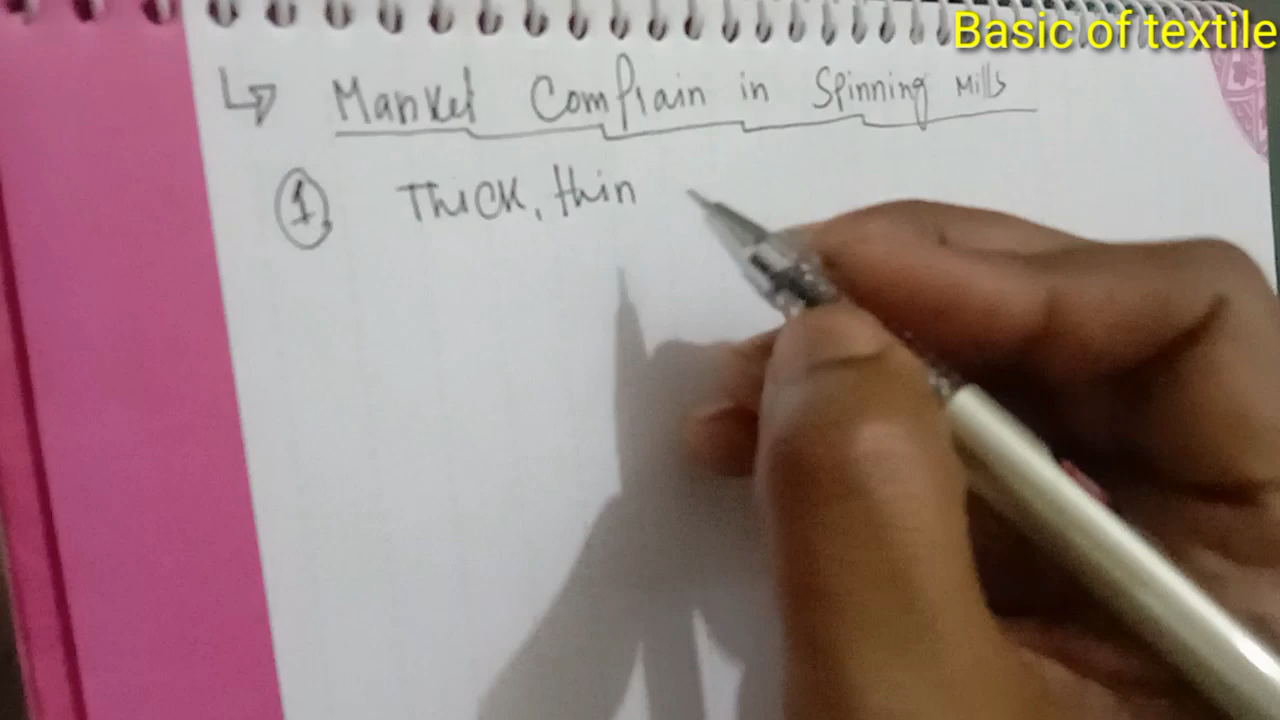 Basic of textile
↳ Market Complain in Spinning Mills
① Thick, thin